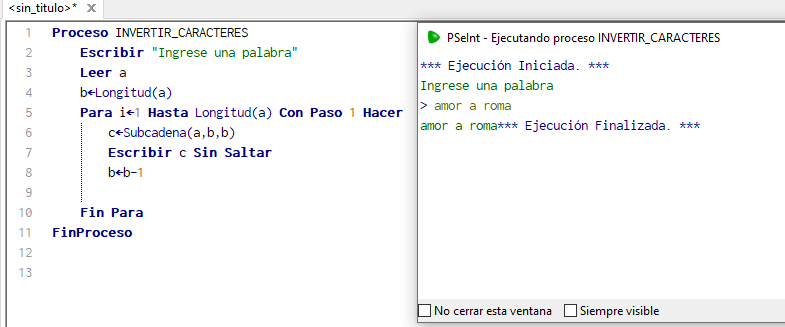 <sin_titulo>* X
1 Proceso INVERTIR_CARACTERES
2 Escribir "Ingrese una palabra"
3 Leer a
4 b←Longitud(a)
5 Para i←1 Hasta Longitud(a) Con Paso 1 Hacer
6 c←Subcadena(a,b,b)
7 Escribir c Sin Saltar
8 b←b-1
9
10 Fin Para
11 FinProceso
12
13
PSeInt - Ejecutando proceso INVERTIR_CARACTERES
*** Ejecución Iniciada. ***
Ingrese una palabra
> amor a roma
amor a roma*** Ejecución Finalizada. ***
No cerrar esta ventana Siempre visible